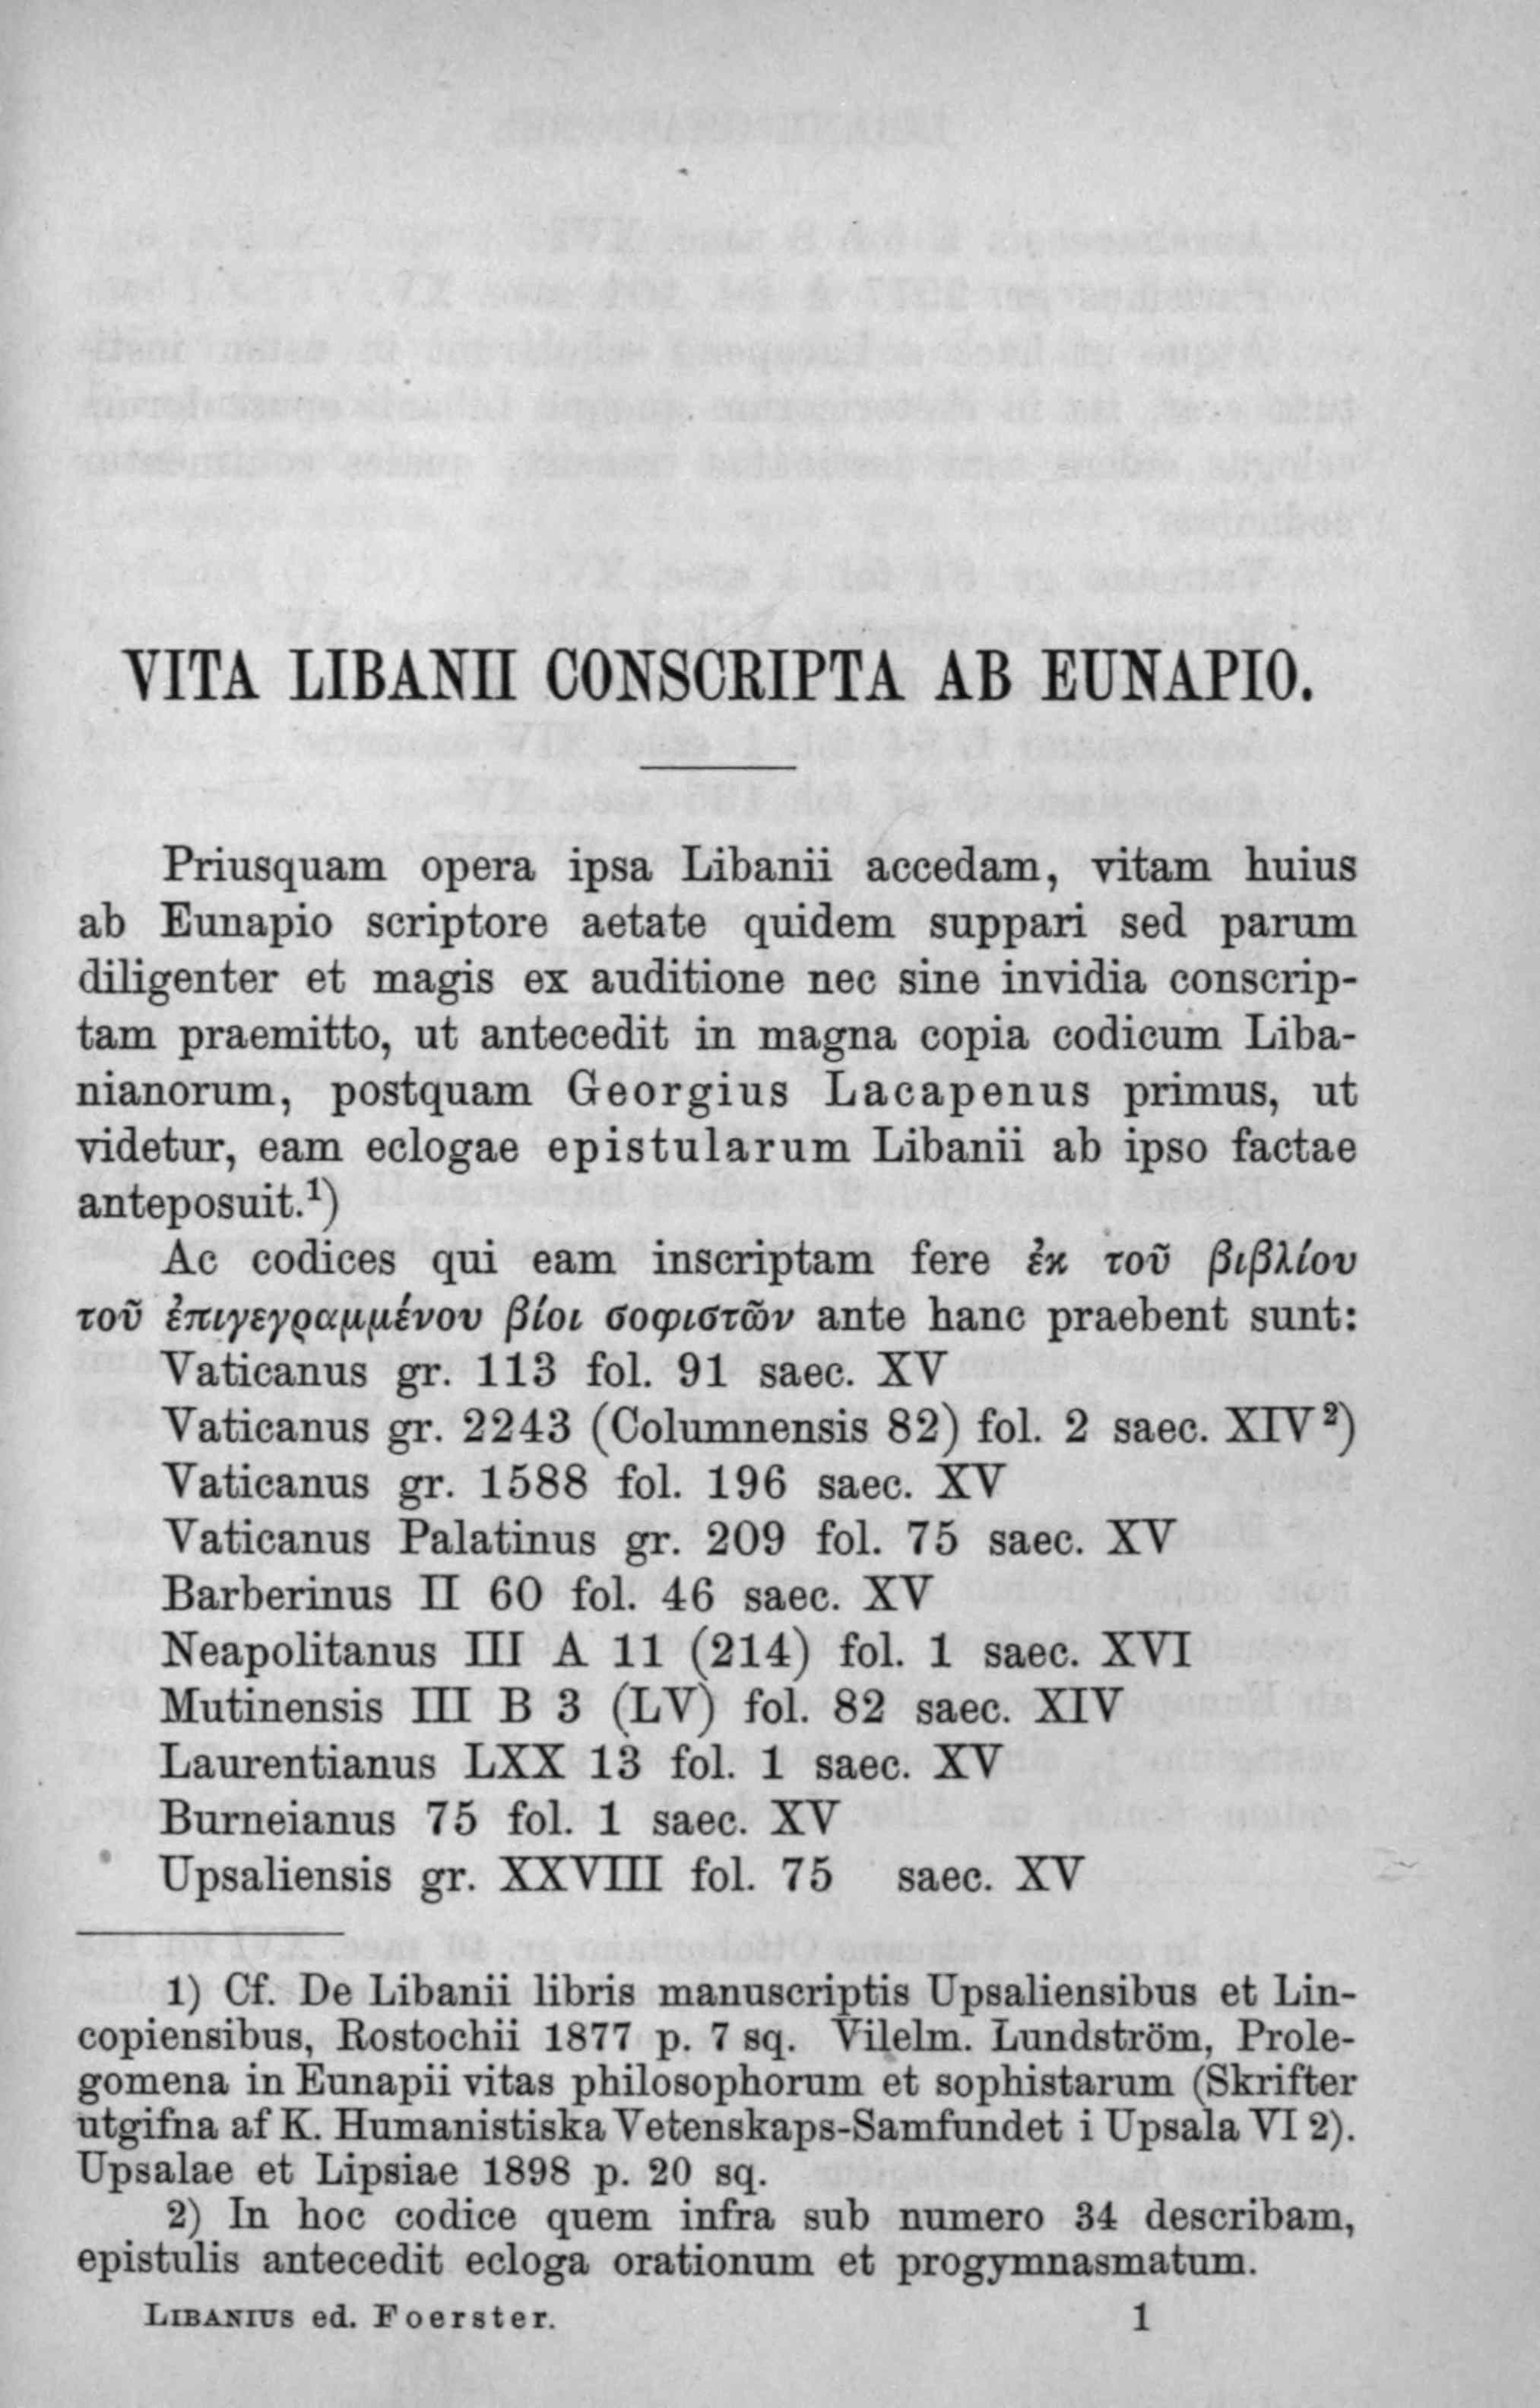 VITA LIBANII CONSCRIPTA AB EUNAPIO.
Priusquam opera ipsa Libanii accedam, vitam huius
ab Eunapio scriptore aetate quidem suppari sed parum
diligenter et magis ex auditione nec sine invidia conscrip-
tam praemitto, ut antecedit in magna copia codicum Liba-
nianorum, postquam Georgius Lacapenus primus, ut
videtur, eam eclogae epistularum Libanii ab ipso factae
anteposuit.¹)
Ac codices qui eam inscriptam fere ἐκ τοῦ βιβλίου
τοῦ ἐπιγεγραμμένου βίοι σοφιστῶν ante hanc praebent sunt:
Vaticanus gr. 113 fol. 91 saec. XV
Vaticanus gr. 2243 (Columnensis 82) fol. 2 saec. XIV²)
Vaticanus gr. 1588 fol. 196 saec. XV
Vaticanus Palatinus gr. 209 fol. 75 saec. XV
Barberinus II 60 fol. 46 saec. XV
Neapolitanus III A 11 (214) fol. 1 saec. XVI
Mutinensis III B 3 (LV) fol. 82 saec. XIV
Laurentianus LXX 13 fol. 1 saec. XV
Burneianus 75 fol. 1 saec. XV
Upsaliensis gr. XXVIII fol. 75 saec. XV
1) Cf. De Libanii libris manuscriptis Upsaliensibus et Lin-
copiensibus, Rostochii 1877 p. 7 sq. Vilelm. Lundström, Prole-
gomena in Eunapii vitas philosophorum et sophistarum (Skrifter
utgifna af K. Humanistiska Vetenskaps-Samfundet i Upsala VI 2).
Upsalae et Lipsiae 1898 p. 20 sq.
2) In hoc codice quem infra sub numero 34 describam,
epistulis antecedit ecloga orationum et progymnasmatum.
LIBANIUS ed. Foerster. 1